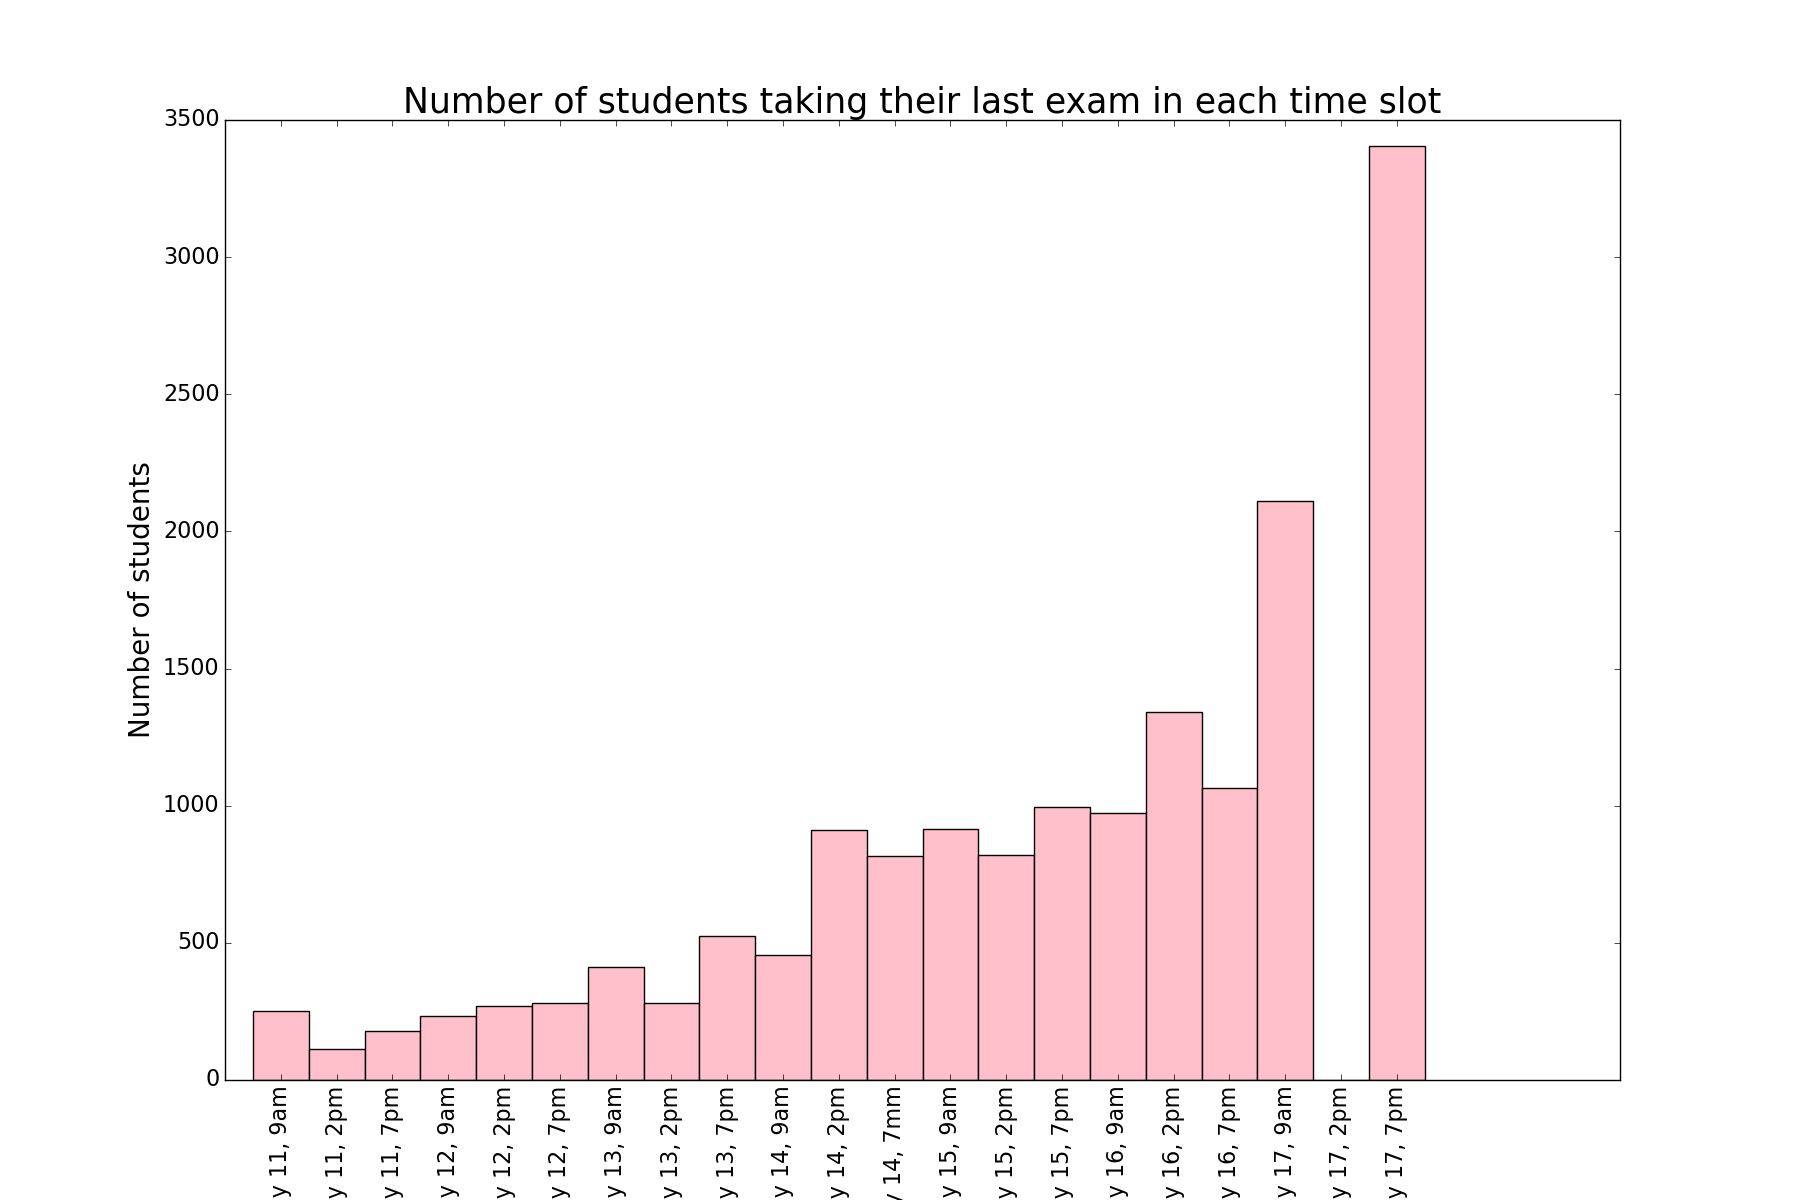 Number of students taking their last exam in each time slot
3500
3000
2500
2000
1500
1000
500
0
Number of students
y 11, 9am
y 11, 2pm
y 11, 7pm
y 12, 9am
y 12, 2pm
y 12, 7pm
y 13, 9am
y 13, 2pm
y 13, 7pm
y 14, 9am
y 14, 2pm
y 14, 7mm
y 15, 9am
y 15, 2pm
y 15, 7pm
y 16, 9am
y 16, 2pm
y 16, 7pm
y 17, 9am
y 17, 2pm
y 17, 7pm